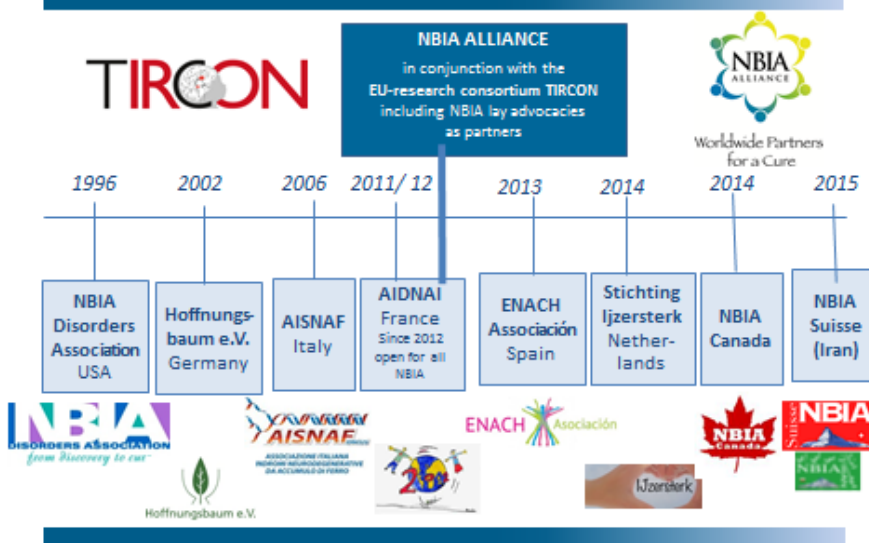 TIRCON
NBIA ALLIANCE
in conjunction with the
EU-research consortium TIRCON
including NBIA lay advocacies
as partners
NBIA
ALLIANCE
Worldwide Partners
for a Cure
1996
2002
2006
2011/ 12
2013
2014
2014
2015
NBIA
Disorders
Association
USA
Hoffnungs-
baum e.V.
Germany
AISNAF
Italy
AIDNAI
France
Since 2012
open for all
NBIA
ENACH
Asociación
Spain
Stichting
Ijzersterk
Nether-
lands
NBIA
Canada
NBIA
Suisse
(Iran)
NBIA
DISORDERS ASSOCIATION
from discovery to cure
Hoffnungsbaum e.V.
AISNAF
ASSOCIAZIONE ITALIANA
SINDROMI NEURODEGENERATIVE
DA ACCUMULO DI FERRO
ENACH Asociación
IJzersterk
NBIA
Canada
SUISSE NBIA
NBIA